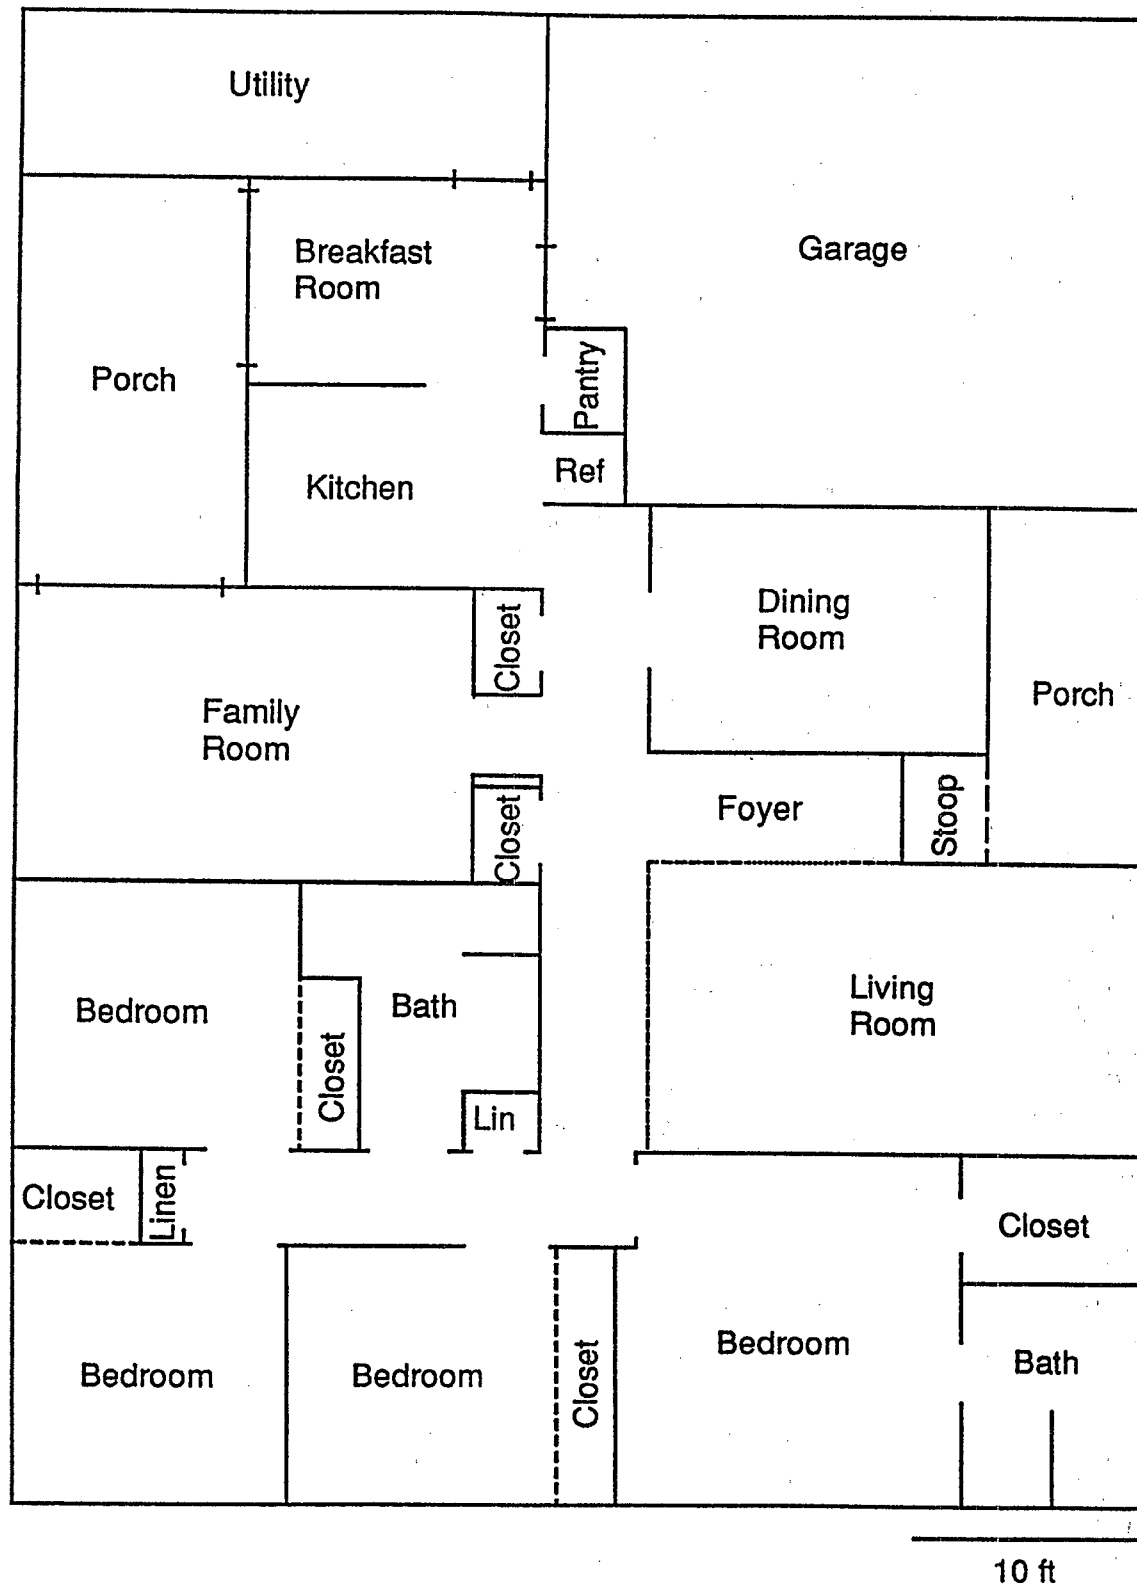 Utility
Garage
Breakfast
Room
Porch
Pantry
Kitchen
Ref
Dining
Room
Closet
Porch
Family
Room
Foyer
Stoop
Closet
Living
Room
Bedroom
Bath
Closet
Lin
Closet
Linen
Closet
Bedroom
Bedroom
Closet
Bedroom
Bath
10 ft